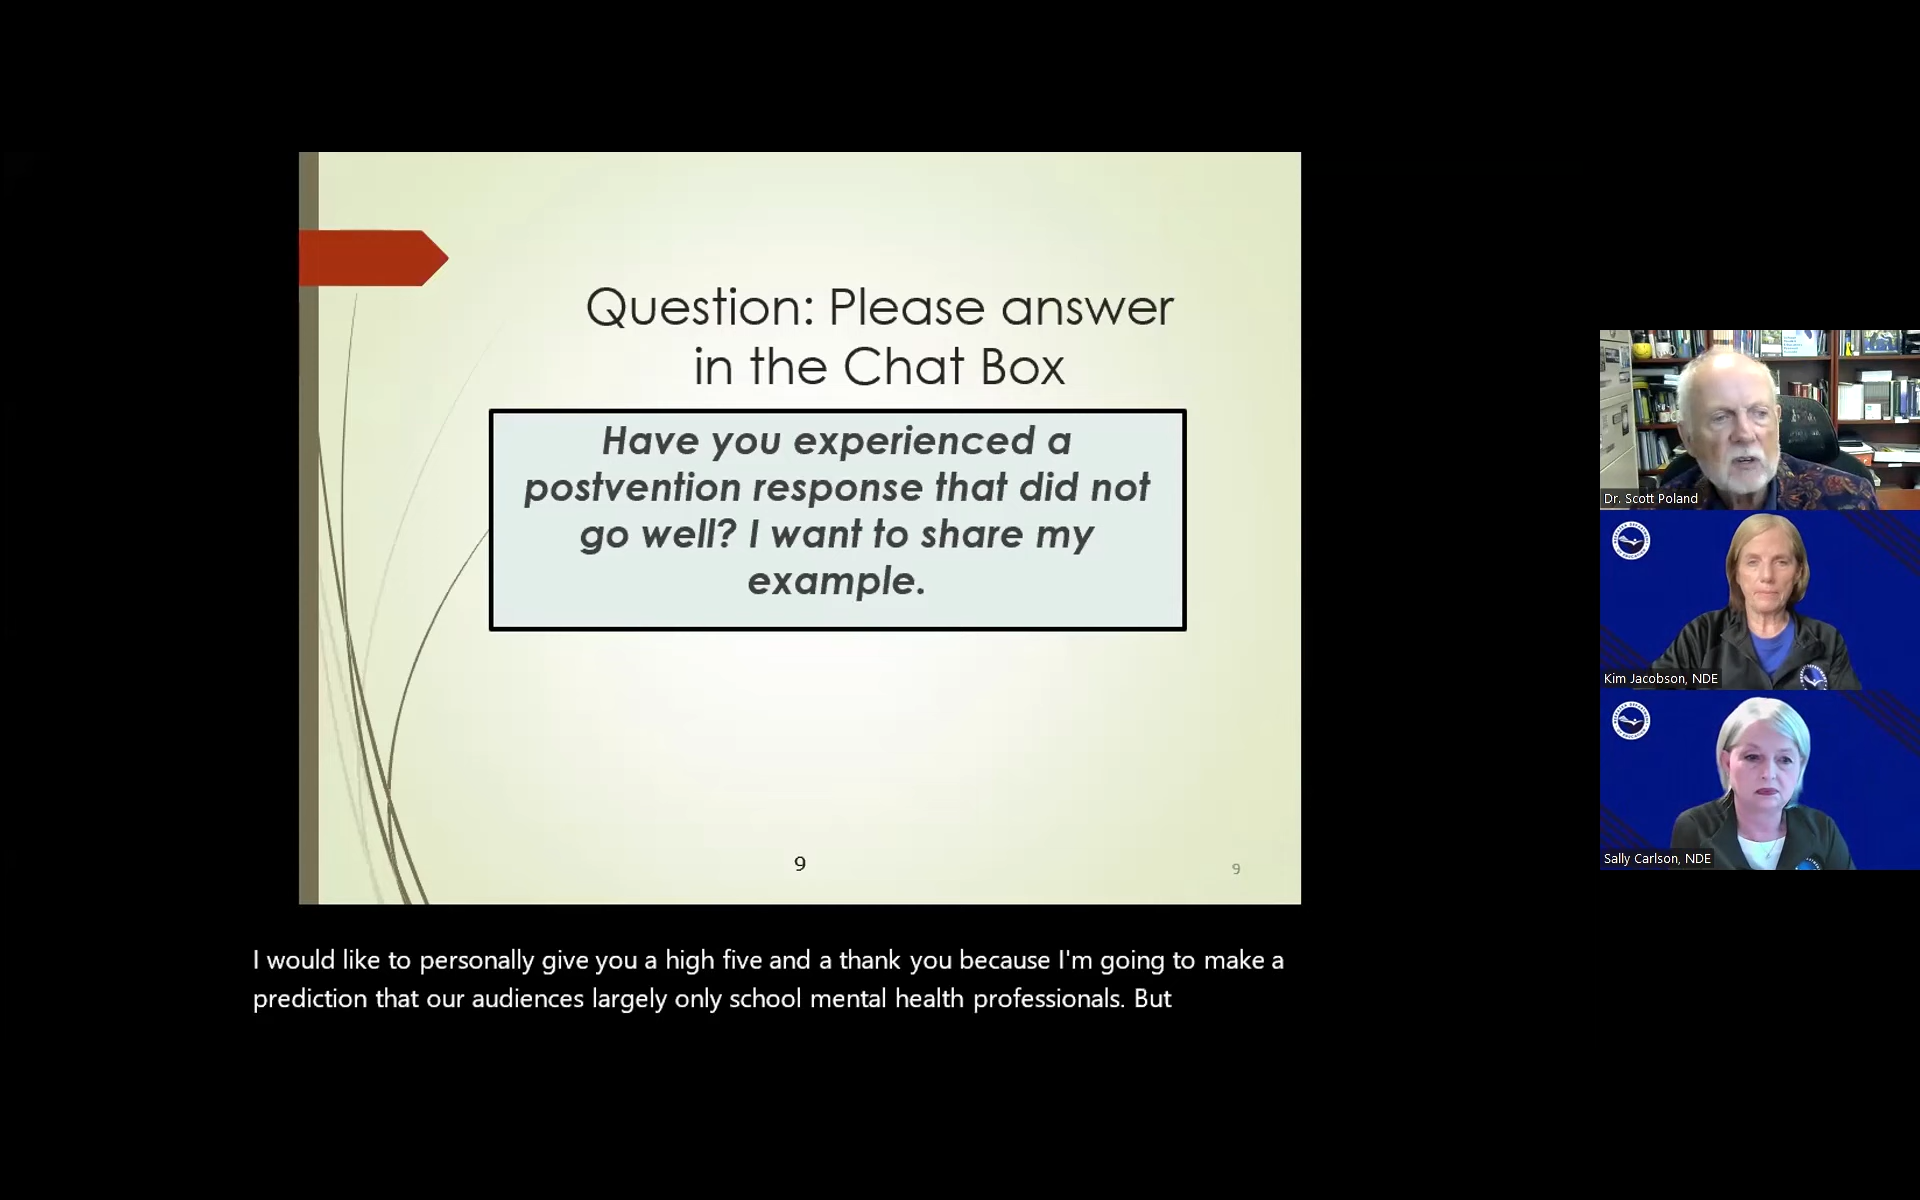 Question: Please answer
in the Chat Box
Have you experienced a
postvention response that did not
go well? I want to share my
example.
9
9
Dr. Scott Poland
Kim Jacobson, NDE
Sally Carlson, NDE
I would like to personally give you a high five and a thank you because I'm going to make a
prediction that our audiences largely only school mental health professionals. But